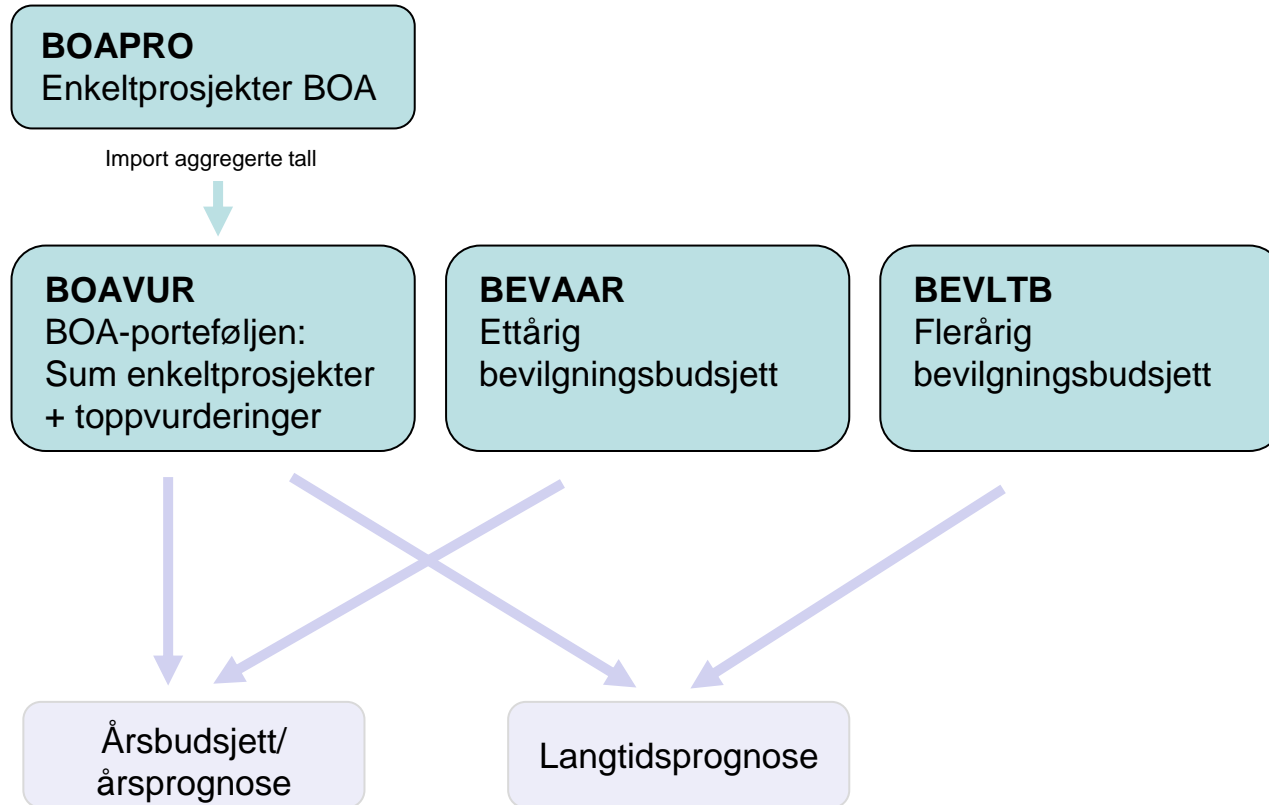 BOAPRO
Enkeltprosjekter BOA
Import aggregerte tall
BOAVUR
BOA-porteføljen:
Sum enkeltprosjekter
+ toppvurderinger
BEVAAR
Ettårig
bevilgningsbudsjett
BEVLTB
Flerårig
bevilgningsbudsjett
Årsbudsjett/
årsprognose
Langtidsprognose